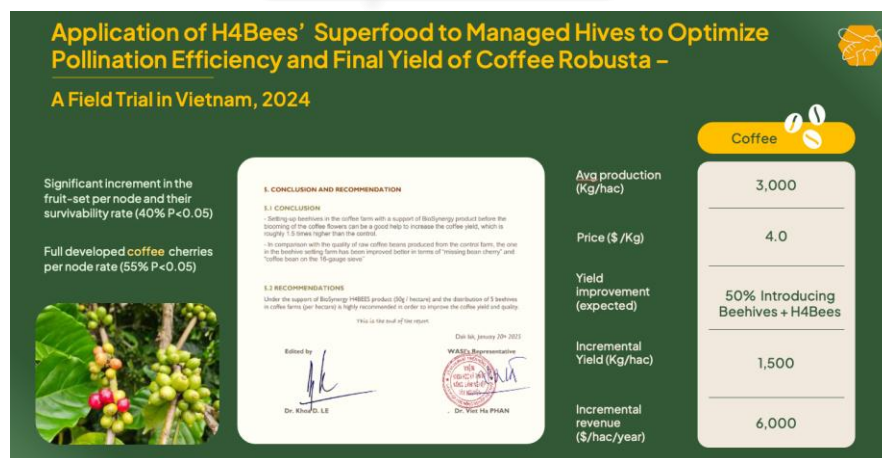 Application of H4Bees' Superfood to Managed Hives to Optimize
Pollination Efficiency and Final Yield of Coffee Robusta –
A Field Trial in Vietnam, 2024
Significant increment in the
fruit-set per node and their
survivability rate (40% P<0.05)
Full developed coffee cherries
per node rate (55% P<0.05)
5. CONCLUSION AND RECOMMENDATION
5.1 CONCLUSION
- Setting up beehives in the coffee farm with a support of BioSynergy product before the
blooming of the coffee flowers can be a good help to increase the coffee yield, which is
roughly 1.5 times higher than the control.
- In comparison with the quality of raw coffee beans produced from the control farm, the one
in the beehive setting farm has been improved better in terms of "missing bean cherry" and
"coffee bean on the 18-gauge sieve"
5.2 RECOMMENDATIONS
Under the support of BioSynergy H4BEES product (30g / hectare) and the distribution of 5 beehives
in coffee farms (per hectare) is highly recommended in order to improve the coffee yield and quality.
This is the end of the report
Dak lak, January 20th 2025
Edited by
WASI's Representative
Dr. Khoa D. LE
Dr. Viet Ha PHAN
Coffee
Avg production
(Kg/hac)
3,000
Price ($ /Kg)
4.0
Yield
improvement
(expected)
50% Introducing
Beehives + H4Bees
Incremental
Yield (Kg/hac)
1,500
Incremental
revenue
($/hac/year)
6,000